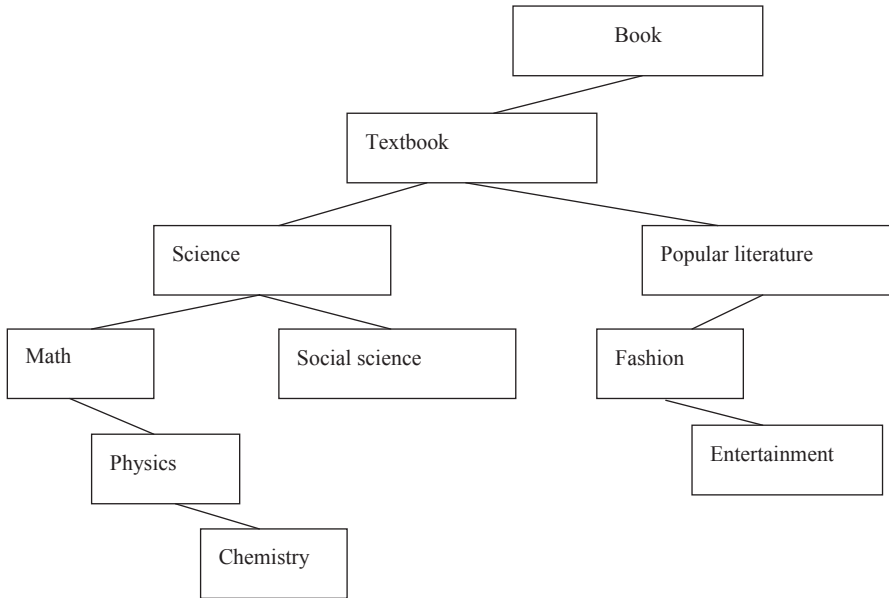 Book
Textbook
Science
Popular literature
Math
Social science
Fashion
Physics
Entertainment
Chemistry